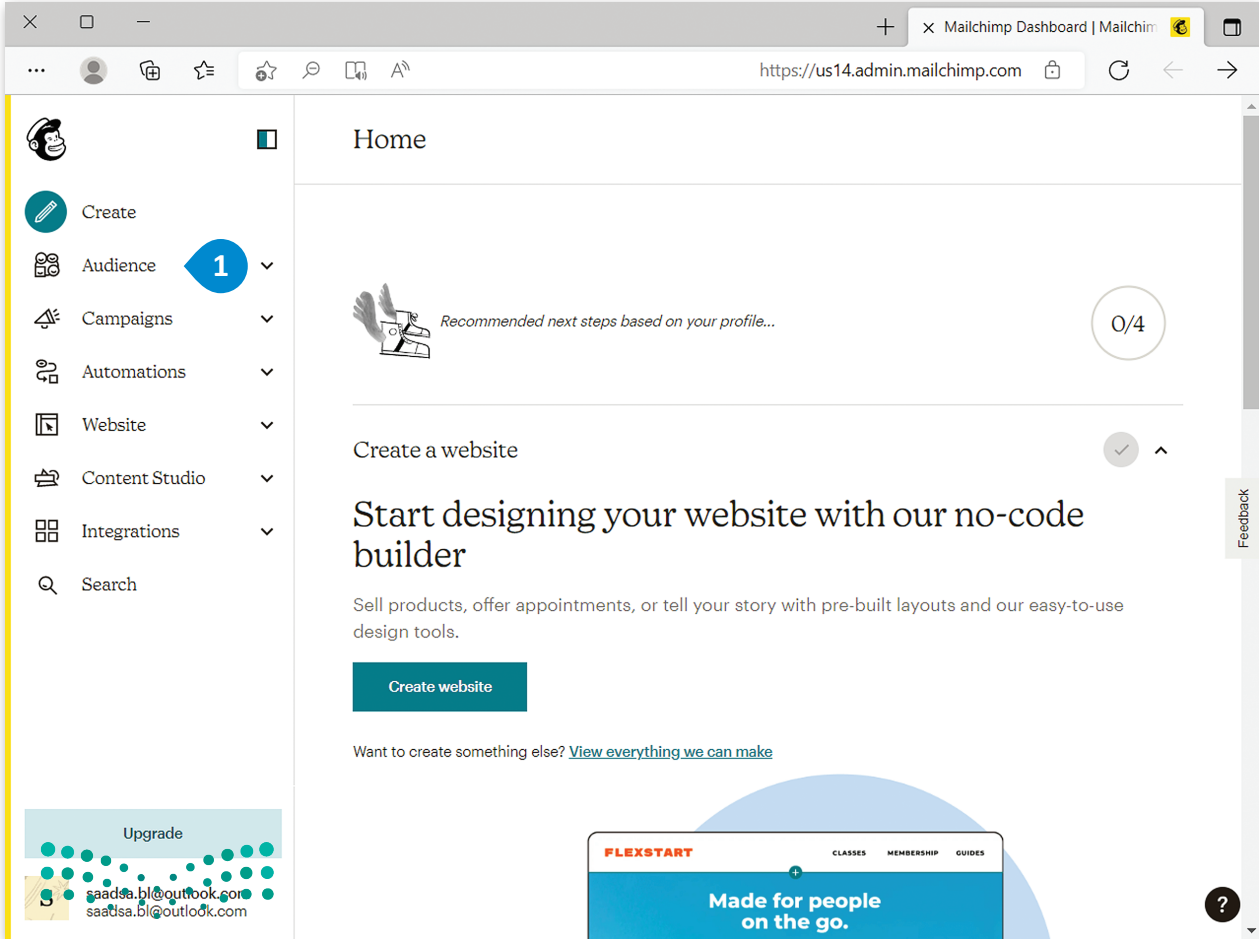 Mailchimp Dashboard | Mailchim
https://us14.admin.mailchimp.com
Home
Create
Audience
1
Campaigns
Automations
Website
Content Studio
Integrations
Search
Recommended next steps based on your profile...
0/4
Create a website
Start designing your website with our no-code
builder
Sell products, offer appointments, or tell your story with pre-built layouts and our easy-to-use
design tools.
Create website
Want to create something else? View everything we can make
Feedback
FLEXSTART
CLASSES
MEMBERSHIP
GUIDES
Made for people
on the go.
Upgrade
S
saadsa.bl@outlook.com
saadsa.bl@outlook.com
?